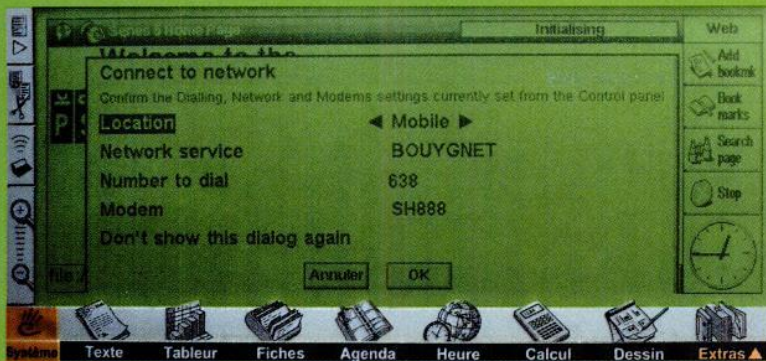 Series 5 Home Page
Initialising
Web
Welcome to the
Connect to network
Confirm the Dialling, Network and Modems settings currently set from the Control panel
Location ◀ Mobile ▶
Network service BOUYGNET
Number to dial 638
Modem SH888
Don't show this dialog again
Annuler OK
file:/
Add bookmk
Book marks
Search page
Stop
Système Texte Tableur Fiches Agenda Heure Calcul Dessin Extras